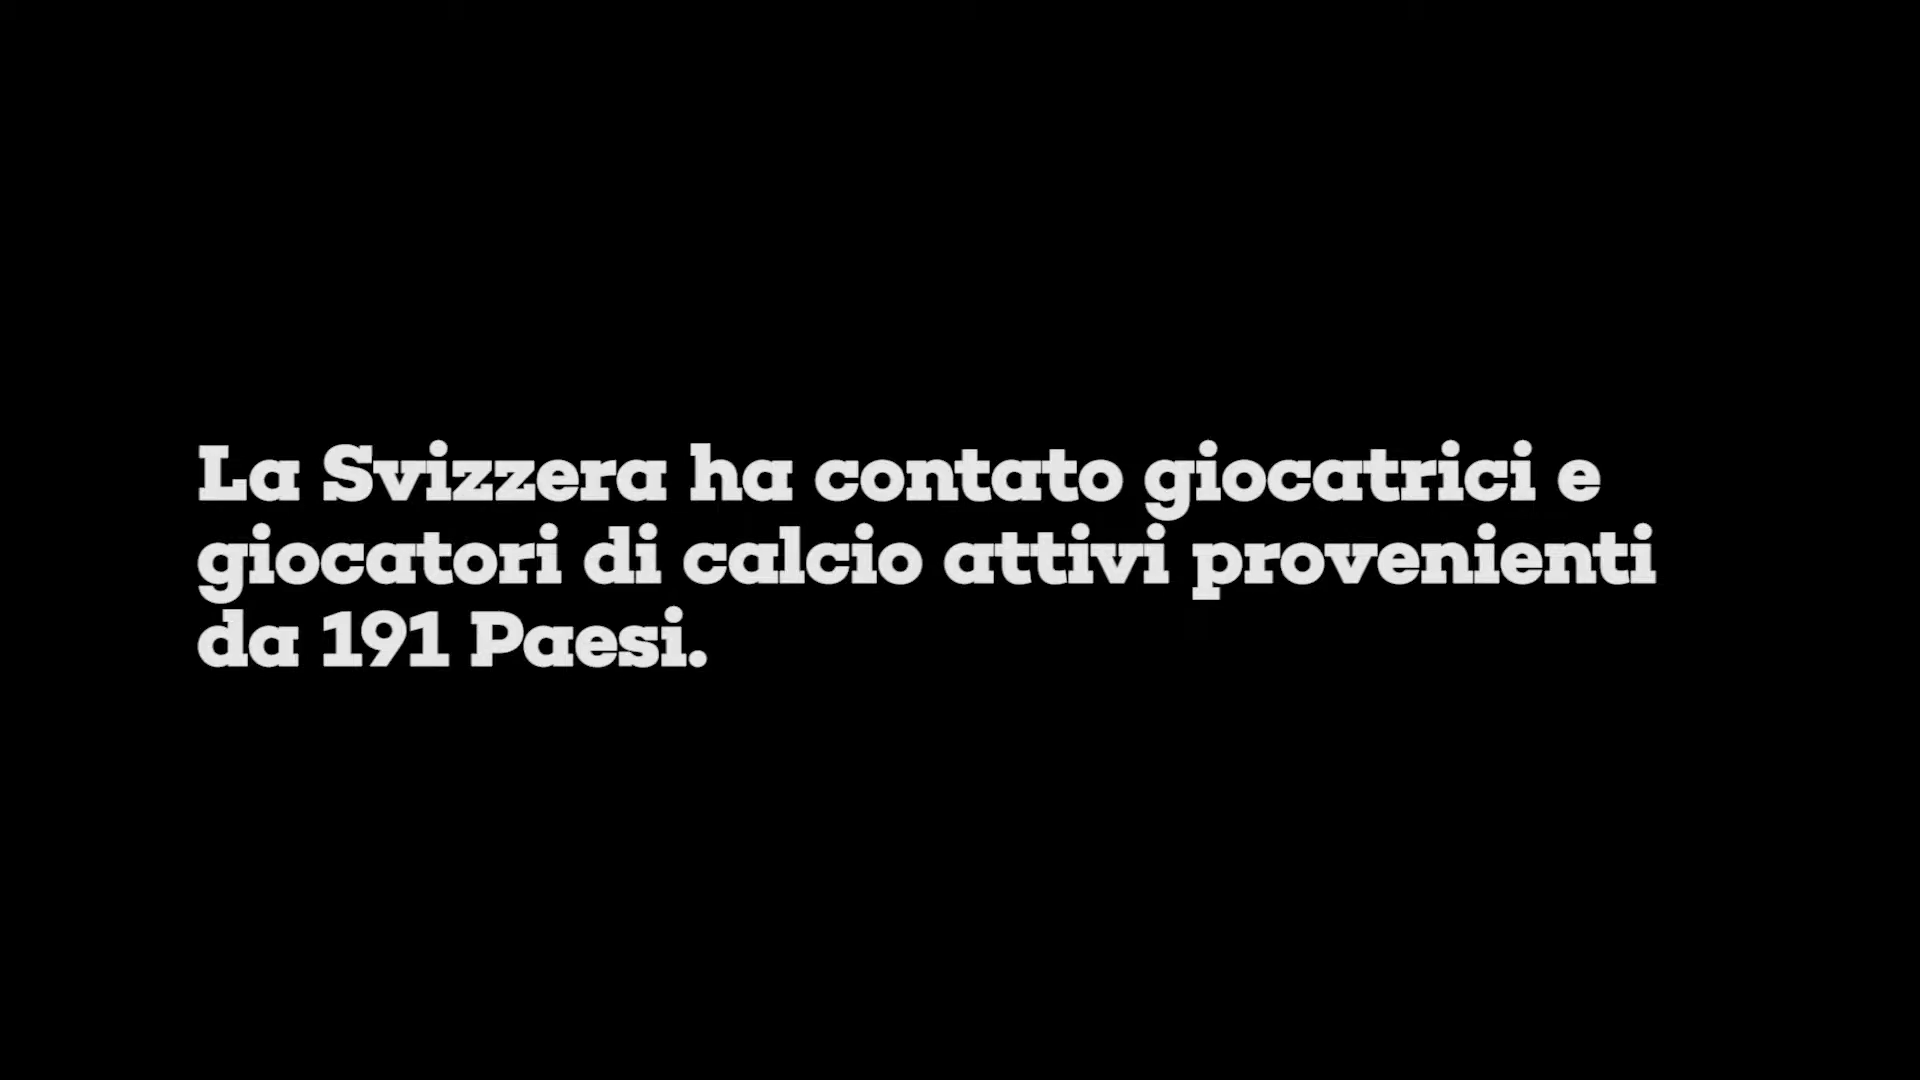 La Svizzera ha contato giocatrici e
giocatori di calcio attivi provenienti
da 191 Paesi.